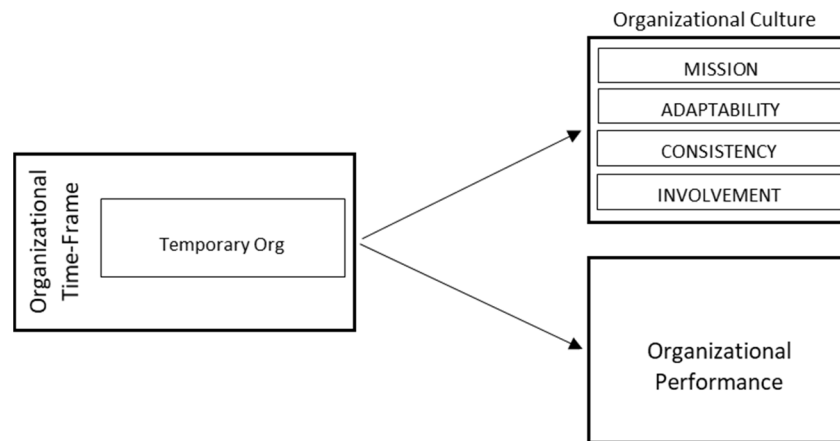 Organizational Culture
MISSION
ADAPTABILITY
CONSISTENCY
INVOLVEMENT
Organizational
Time-Frame
Temporary Org
Organizational
Performance